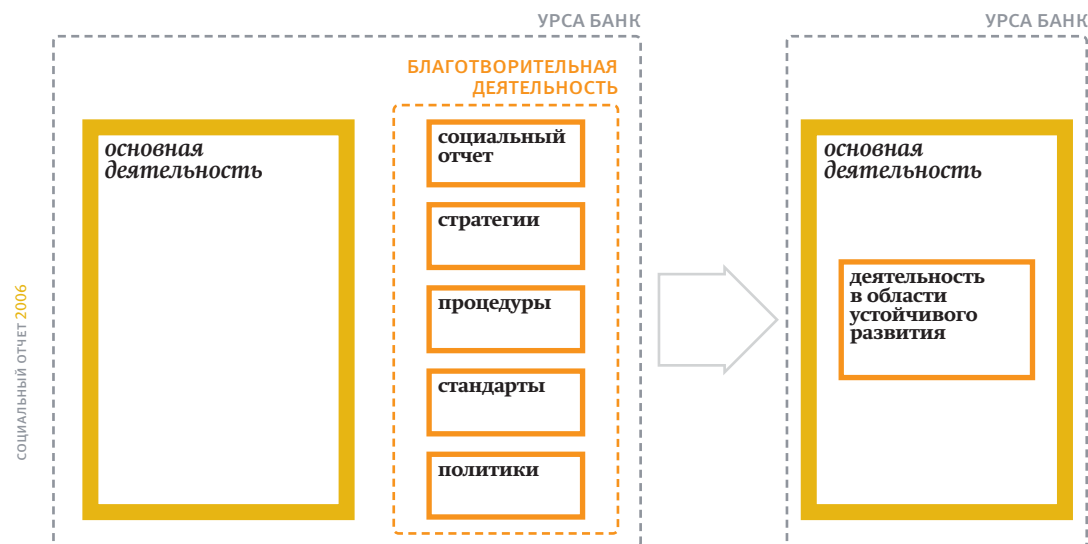 УРСА БАНК
БЛАГОТВОРИТЕЛЬНАЯ
ДЕЯТЕЛЬНОСТЬ
основная
деятельность
социальный
отчет
стратегии
процедуры
стандарты
политики
УРСА БАНК
основная
деятельность
деятельность
в области
устойчивого
развития
СОЦИАЛЬНЫЙ ОТЧЕТ 2006